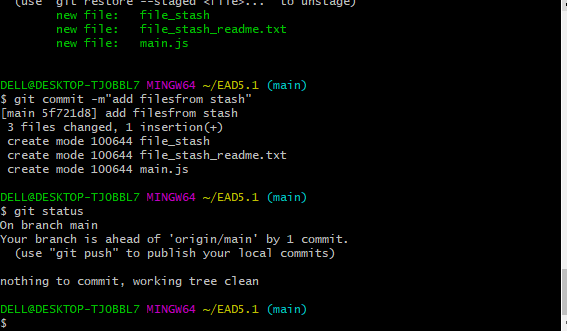 (use "git restore --staged <file>..." to unstage)
new file:   file_stash
new file:   file_stash_readme.txt
new file:   main.js
DELL@DESKTOP-TJOBBL7 MINGW64 ~/EAD5.1 (main)
$ git commit -m"add filesfrom stash"
[main 5f721d8] add filesfrom stash
3 files changed, 1 insertion(+)
create mode 100644 file_stash
create mode 100644 file_stash_readme.txt
create mode 100644 main.js
DELL@DESKTOP-TJOBBL7 MINGW64 ~/EAD5.1 (main)
$ git status
On branch main
Your branch is ahead of 'origin/main' by 1 commit.
(use "git push" to publish your local commits)
nothing to commit, working tree clean
DELL@DESKTOP-TJOBBL7 MINGW64 ~/EAD5.1 (main)
$